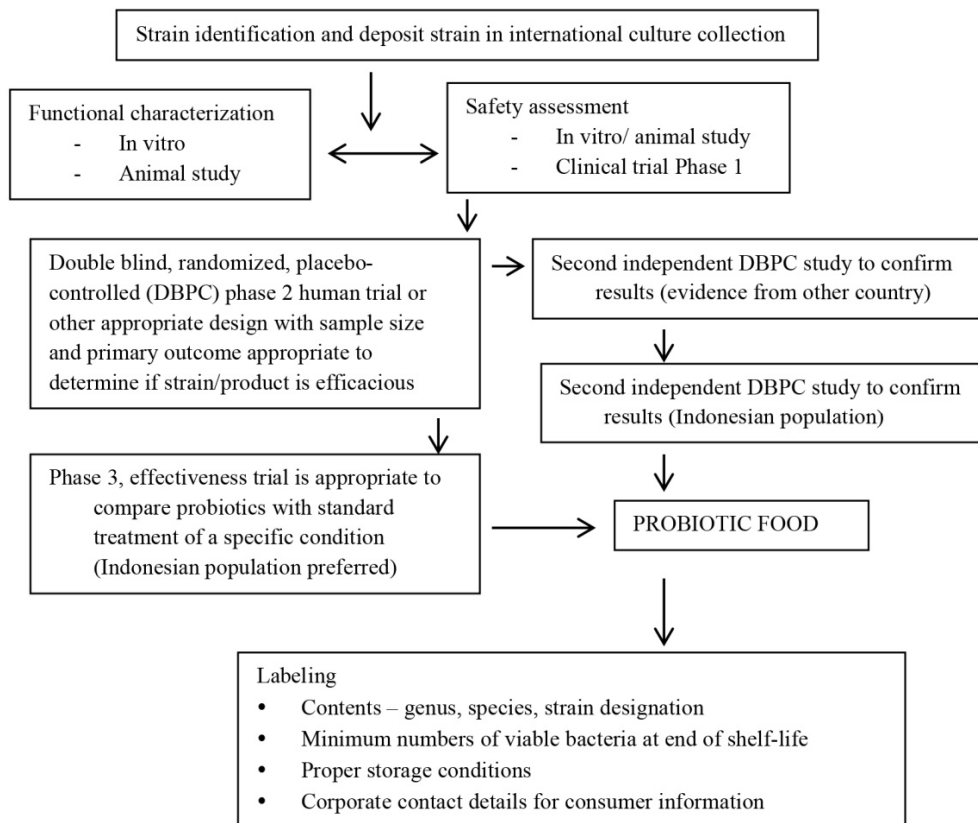 Strain identification and deposit strain in international culture collection
Functional characterization
- In vitro
- Animal study
Safety assessment
- In vitro/ animal study
- Clinical trial Phase 1
Double blind, randomized, placebo-
controlled (DBPC) phase 2 human trial or
other appropriate design with sample size
and primary outcome appropriate to
determine if strain/product is efficacious
Second independent DBPC study to confirm
results (evidence from other country)
Second independent DBPC study to confirm
results (Indonesian population)
Phase 3, effectiveness trial is appropriate to
compare probiotics with standard
treatment of a specific condition
(Indonesian population preferred)
PROBIOTIC FOOD
Labeling
• Contents – genus, species, strain designation
• Minimum numbers of viable bacteria at end of shelf-life
• Proper storage conditions
• Corporate contact details for consumer information